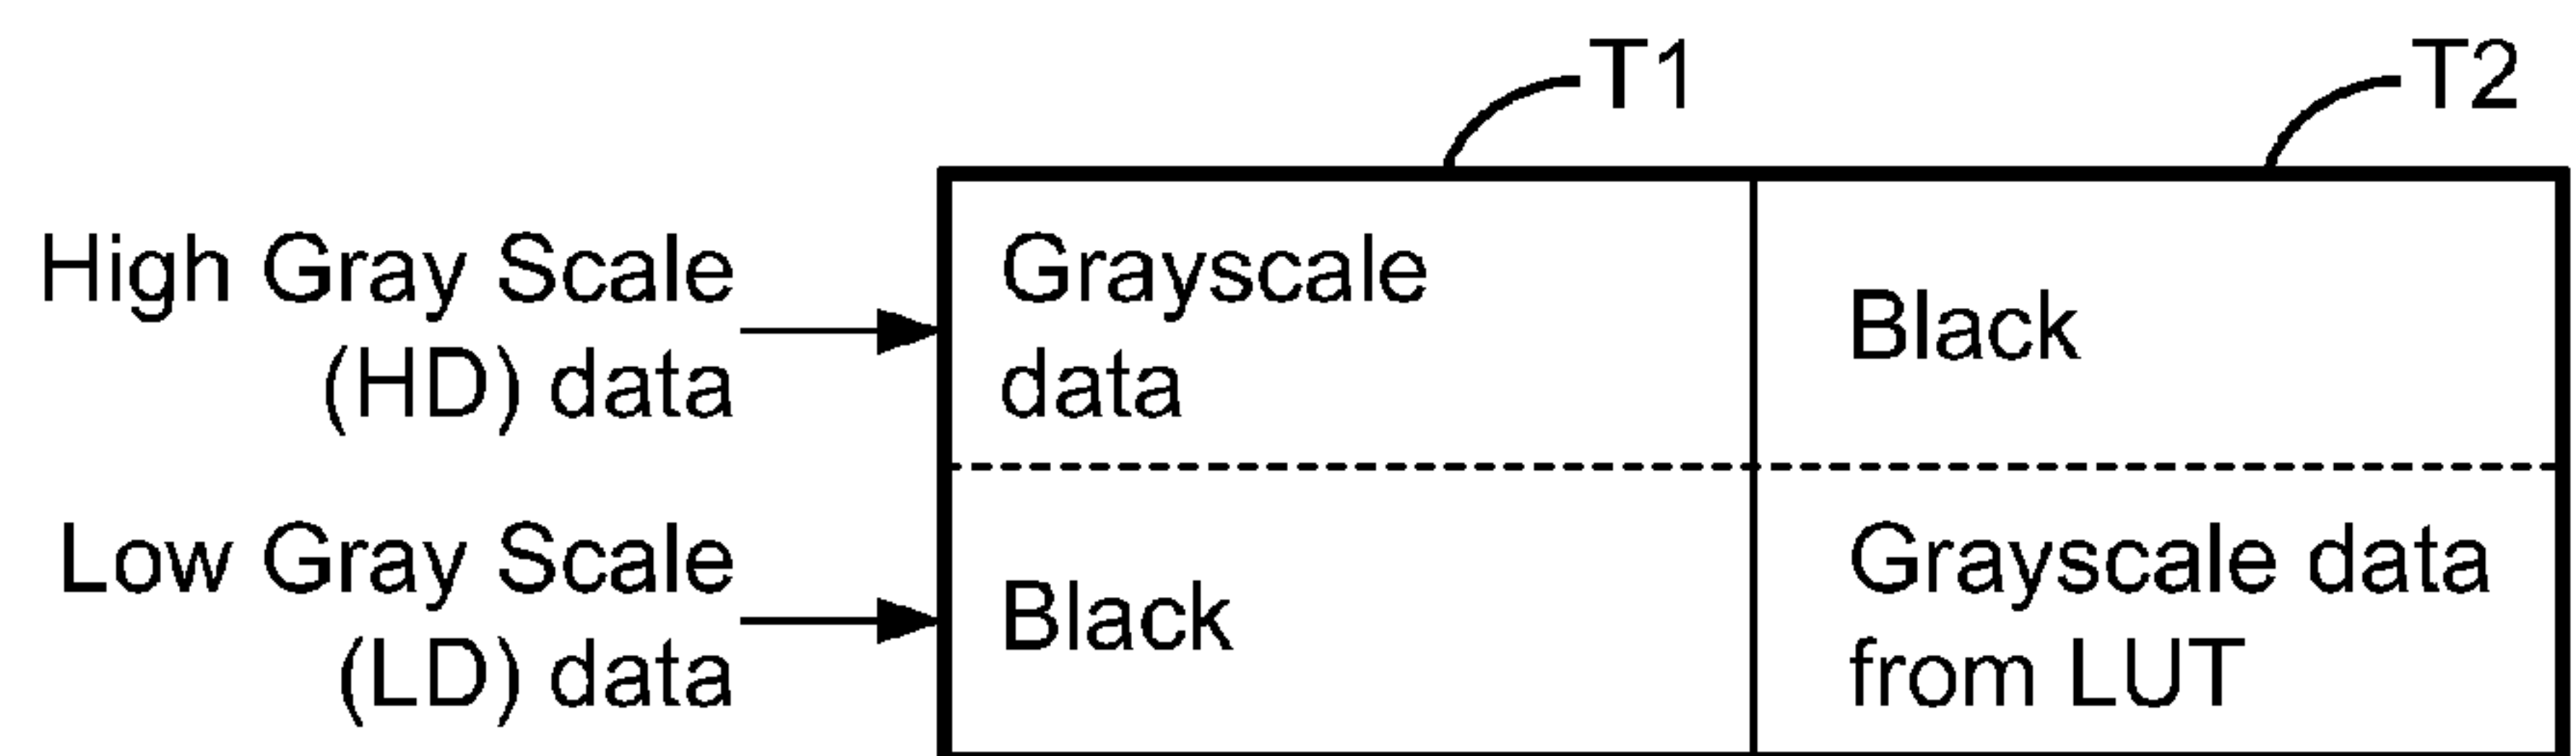 T1
T2
High Gray Scale
(HD) data
Grayscale
data
Black
Low Gray Scale
(LD) data
Black
Grayscale data
from LUT